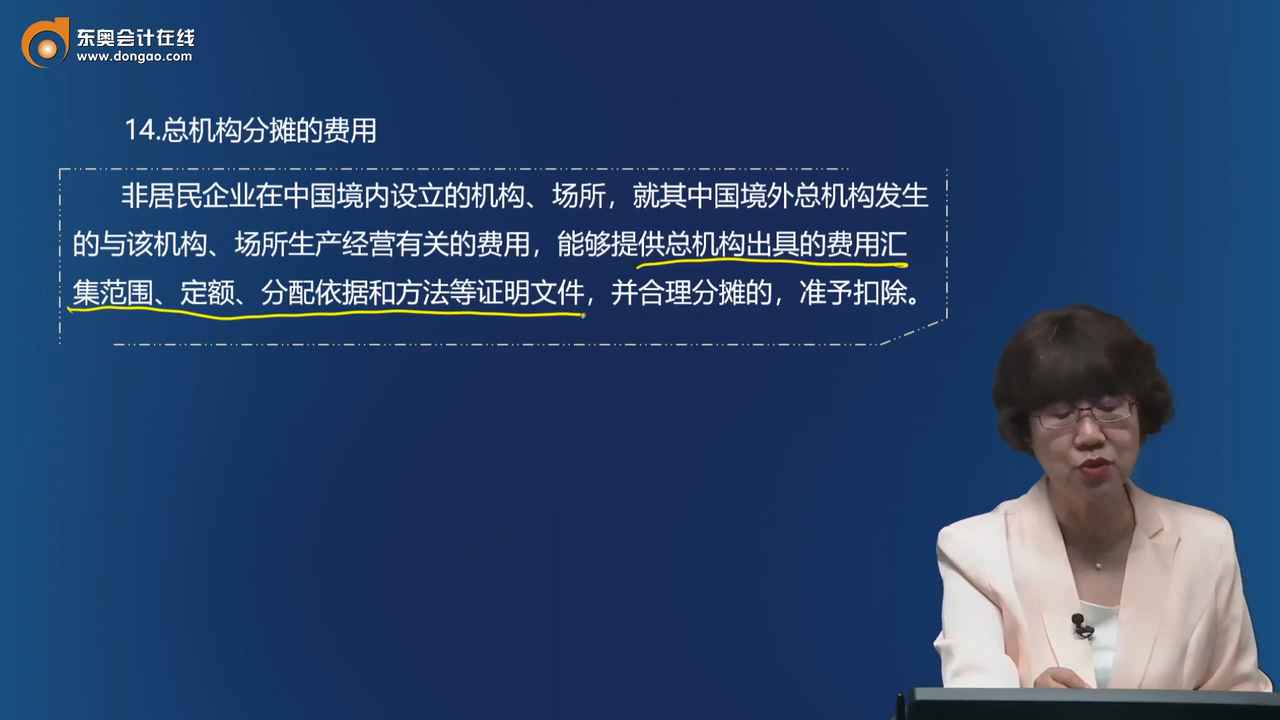 东奥会计在线
www.dongao.com
14.总机构分摊的费用
非居民企业在中国境内设立的机构、场所，就其中国境外总机构发生
的与该机构、场所生产经营有关的费用，能够提供总机构出具的费用汇
集范围、定额、分配依据和方法等证明文件，并合理分摊的，准予扣除。